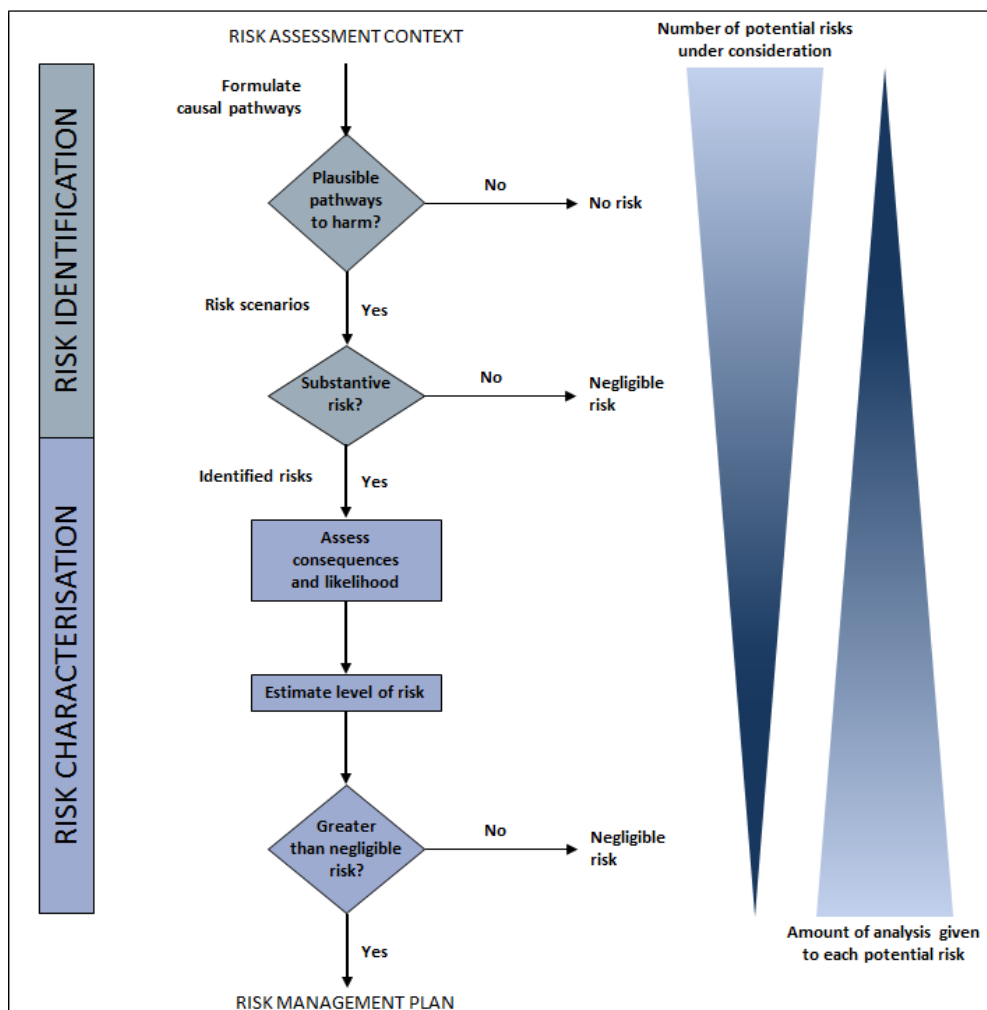 RISK ASSESSMENT CONTEXT
Number of potential risks
under consideration
RISK IDENTIFICATION
Formulate
causal pathways
Plausible
pathways
to harm?
No
No risk
Risk scenarios
Yes
Substantive
risk?
No
Negligible
risk
RISK CHARACTERISATION
Identified risks
Yes
Assess
consequences
and likelihood
Estimate level of risk
Greater
than negligible
risk?
No
Negligible
risk
Yes
RISK MANAGEMENT PLAN
Amount of analysis given
to each potential risk